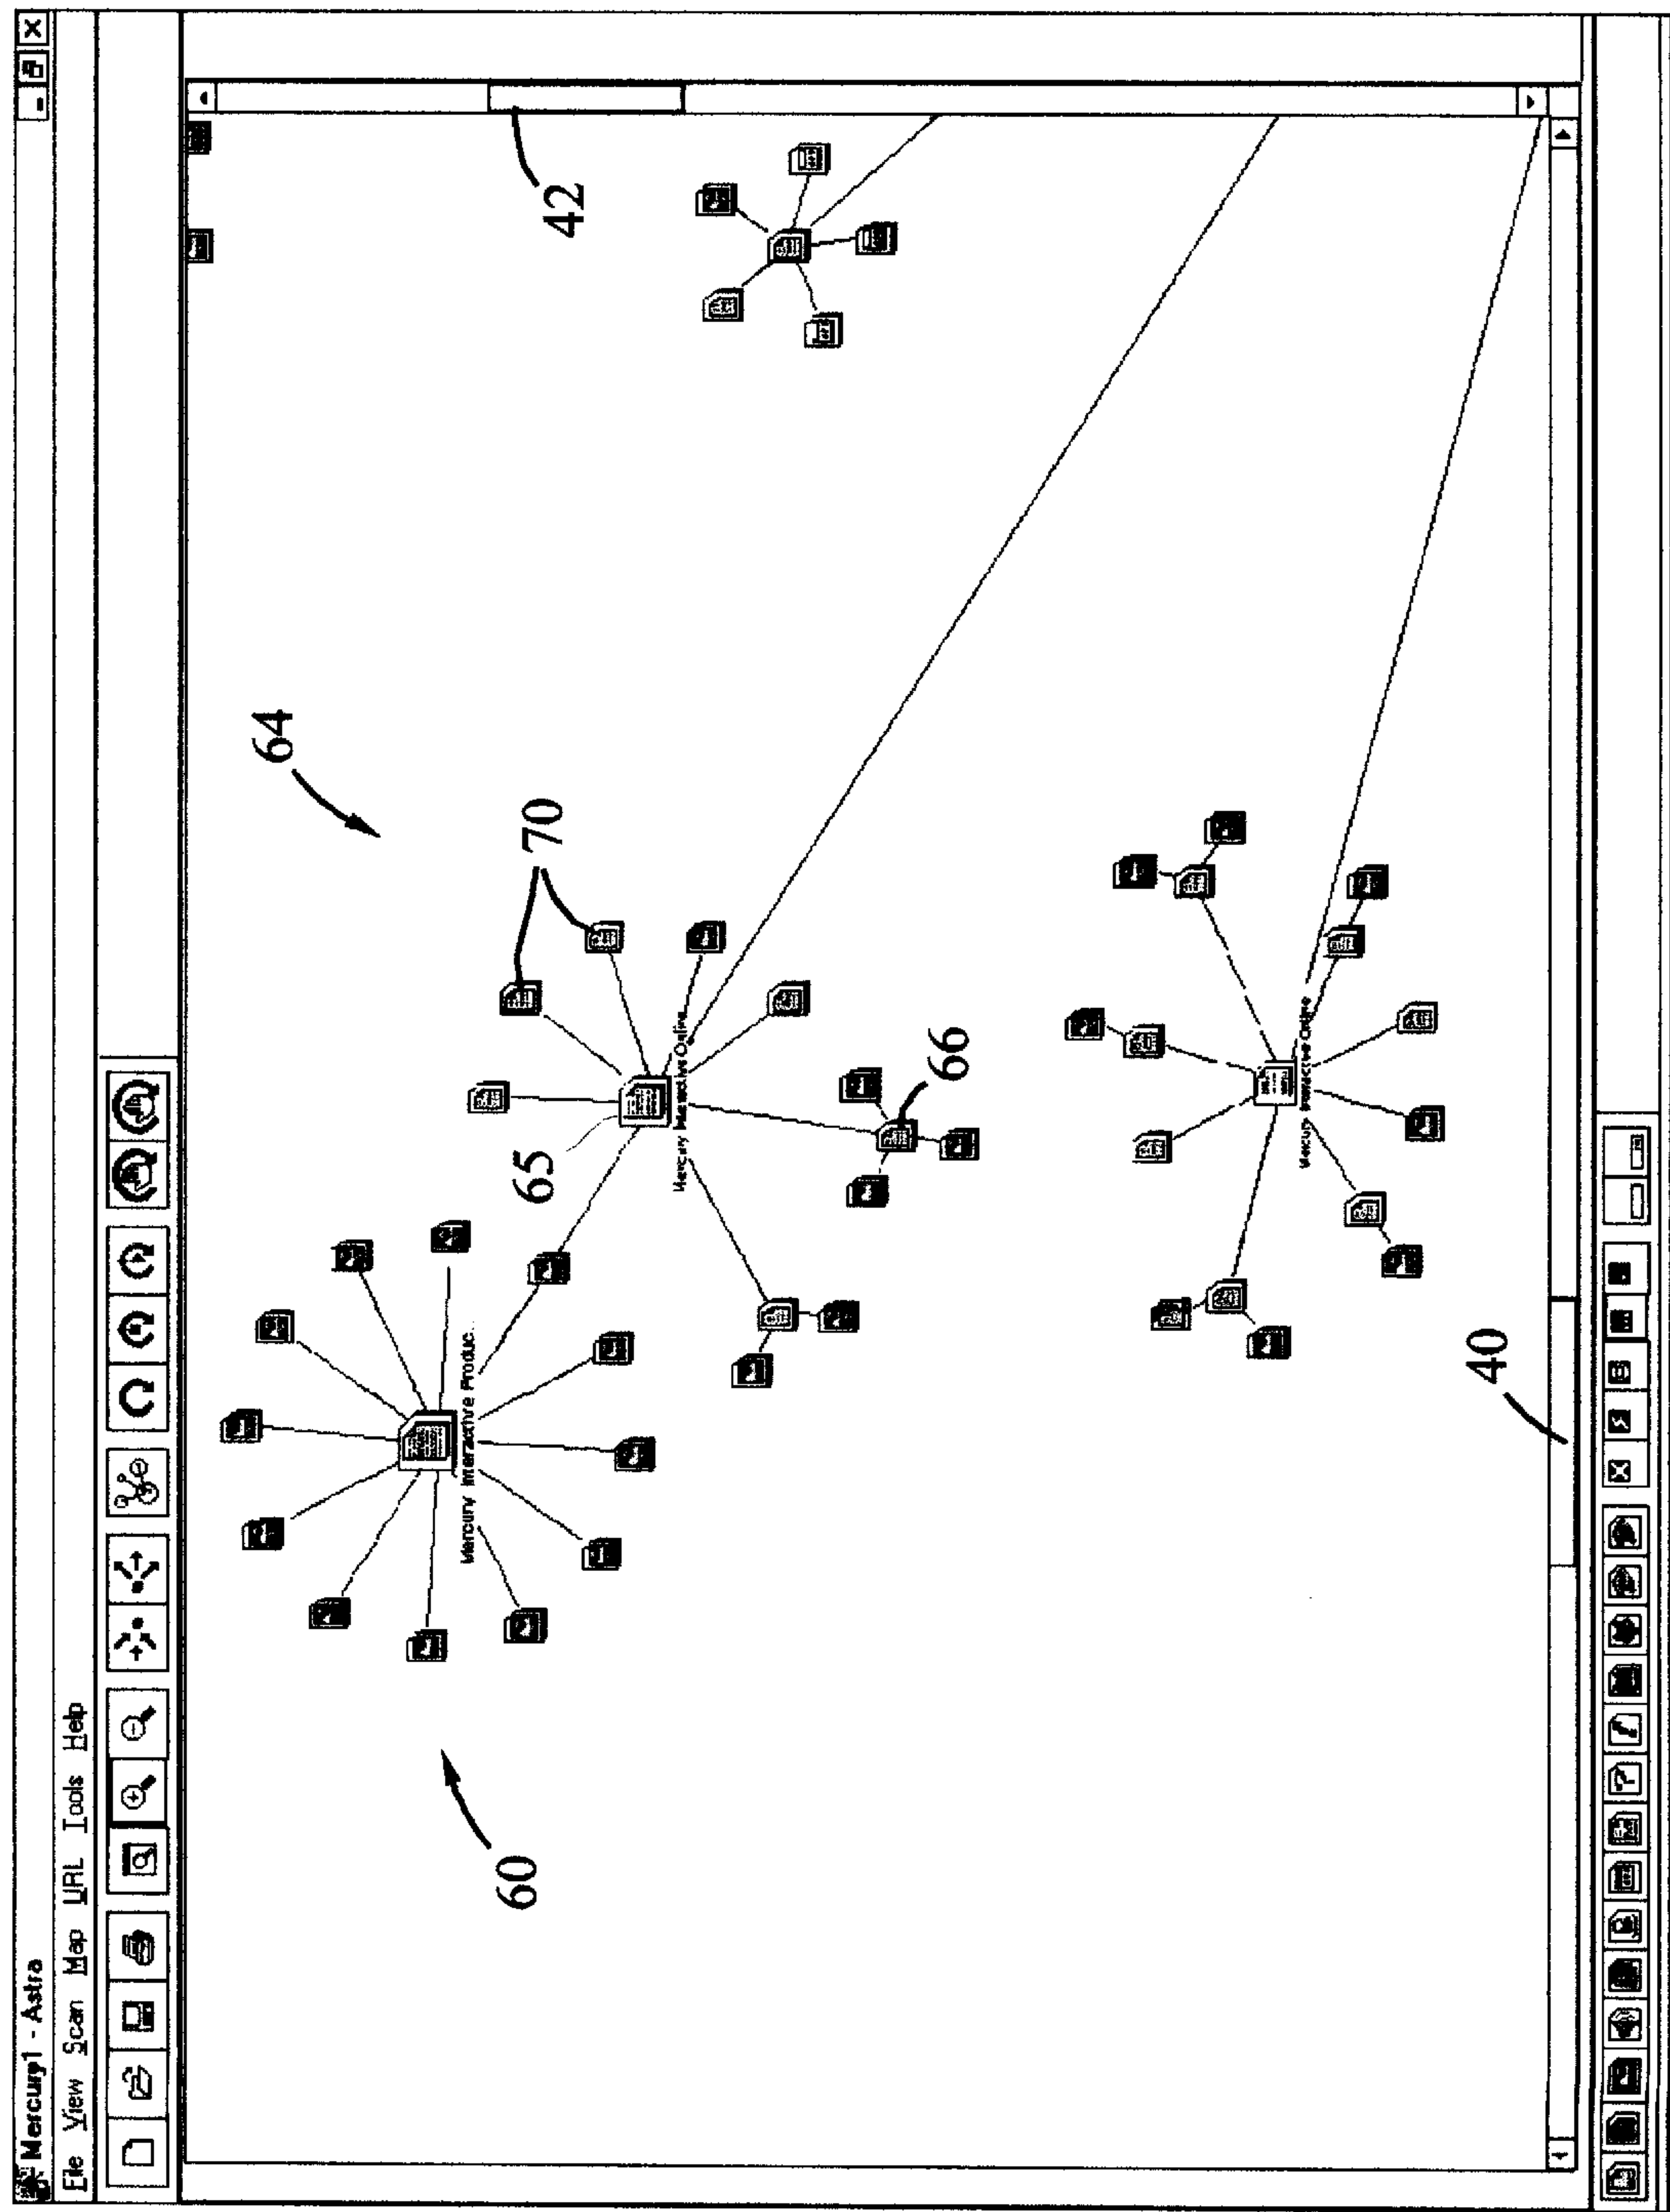 Mercury1 - Astra
File View Scan Map URL Tools Help
64
42
70
60
65
Mercury Interactive Produc...
Mercury Interactive Online
66
Mercury Interactive Online
40